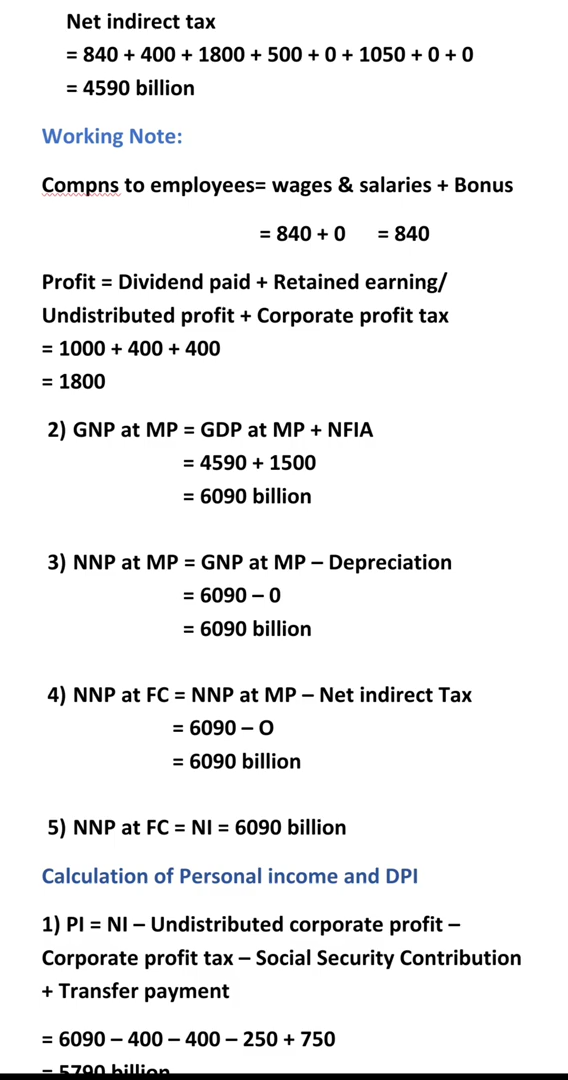 Net indirect tax
= 840 + 400 + 1800 + 500 + 0 + 1050 + 0 + 0
= 4590 billion
Working Note:
Compns to employees= wages & salaries + Bonus
= 840 + 0 = 840
Profit = Dividend paid + Retained earning/
Undistributed profit + Corporate profit tax
= 1000 + 400 + 400
= 1800
2) GNP at MP = GDP at MP + NFIA
= 4590 + 1500
= 6090 billion
3) NNP at MP = GNP at MP – Depreciation
= 6090 – 0
= 6090 billion
4) NNP at FC = NNP at MP – Net indirect Tax
= 6090 – O
= 6090 billion
5) NNP at FC = NI = 6090 billion
Calculation of Personal income and DPI
1) PI = NI – Undistributed corporate profit –
Corporate profit tax – Social Security Contribution
+ Transfer payment
= 6090 – 400 – 400 – 250 + 750
= 5790 billion